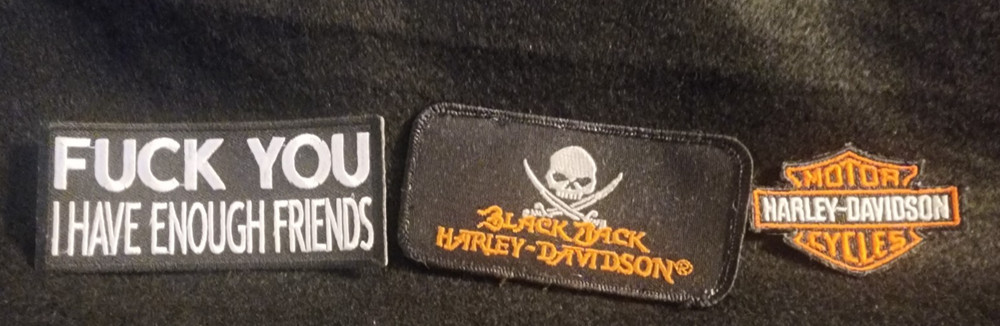 FUCK YOU
I HAVE ENOUGH FRIENDS
BLACK JACK
HARLEY-DAVIDSON®
MOTOR
HARLEY-DAVIDSON
CYCLES